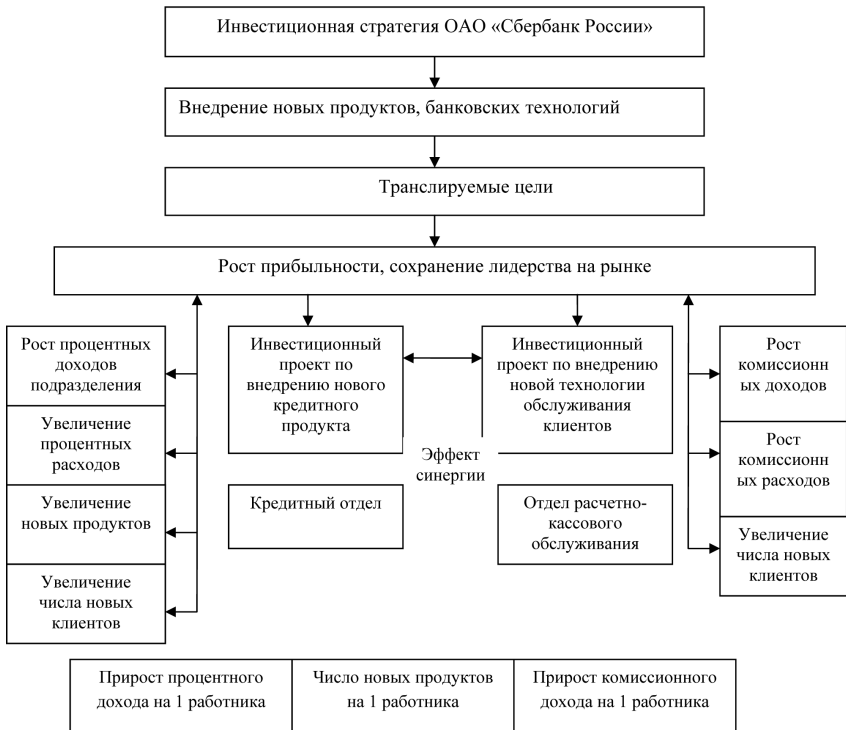 Инвестиционная стратегия ОАО «Сбербанк России»
Внедрение новых продуктов, банковских технологий
Транслируемые цели
Рост прибыльности, сохранение лидерства на рынке
Рост процентных
доходов
подразделения
Увеличение
процентных
расходов
Увеличение
новых продуктов
Увеличение
числа новых
клиентов
Инвестиционный
проект по
внедрению нового
кредитного
продукта
Кредитный отдел
Эффект
синергии
Инвестиционный
проект по внедрению
новой технологии
обслуживания
клиентов
Отдел расчетно-
кассового
обслуживания
Рост
комиссионн
ых доходов
Рост
комиссионн
ых расходов
Увеличение
числа новых
клиентов
Прирост процентного
дохода на 1 работника
Число новых продуктов
на 1 работника
Прирост комиссионного
дохода на 1 работника